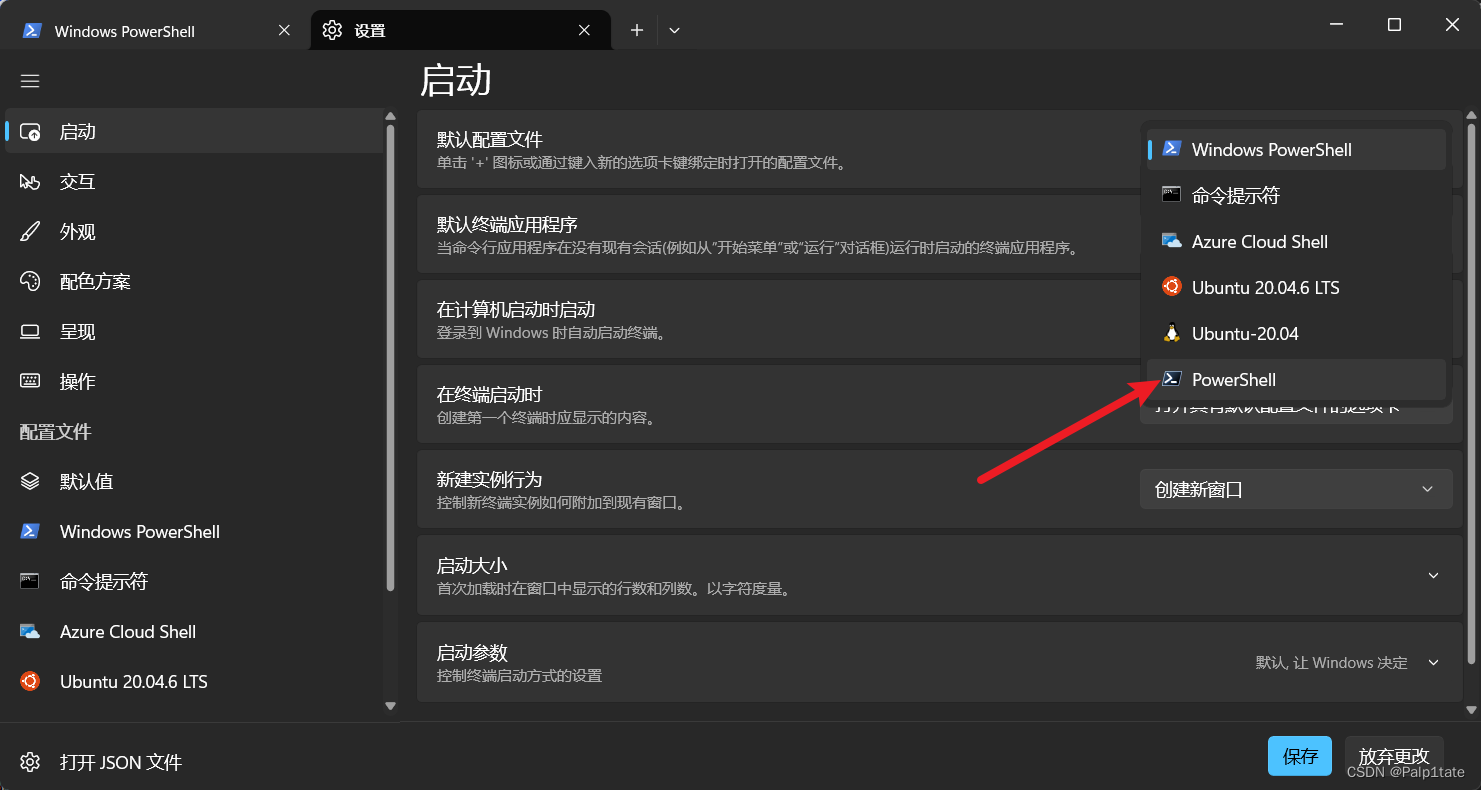 Windows PowerShell
设置
启动
交互
外观
配色方案
呈现
操作
配置文件
默认值
Windows PowerShell
命令提示符
Azure Cloud Shell
Ubuntu 20.04.6 LTS
打开 JSON 文件
启动
默认配置文件
单击 '+' 图标或通过键入新的选项卡键绑定时打开的配置文件。
默认终端应用程序
当命令行应用程序在没有现有会话(例如从"开始菜单"或"运行"对话框)运行时启动的终端应用程序。
在计算机启动时启动
登录到 Windows 时自动启动终端。
在终端启动时
创建第一个终端时应显示的内容。
Windows PowerShell
命令提示符
Azure Cloud Shell
Ubuntu 20.04.6 LTS
Ubuntu-20.04
PowerShell
打开具有默认配置文件的选项卡
新建实例行为
控制新终端实例如何附加到现有窗口。
创建新窗口
启动大小
首次加载时在窗口中显示的行数和列数。以字符度量。
启动参数
控制终端启动方式的设置
默认, 让 Windows 决定
保存
放弃更改
CSDN @Palp1tate